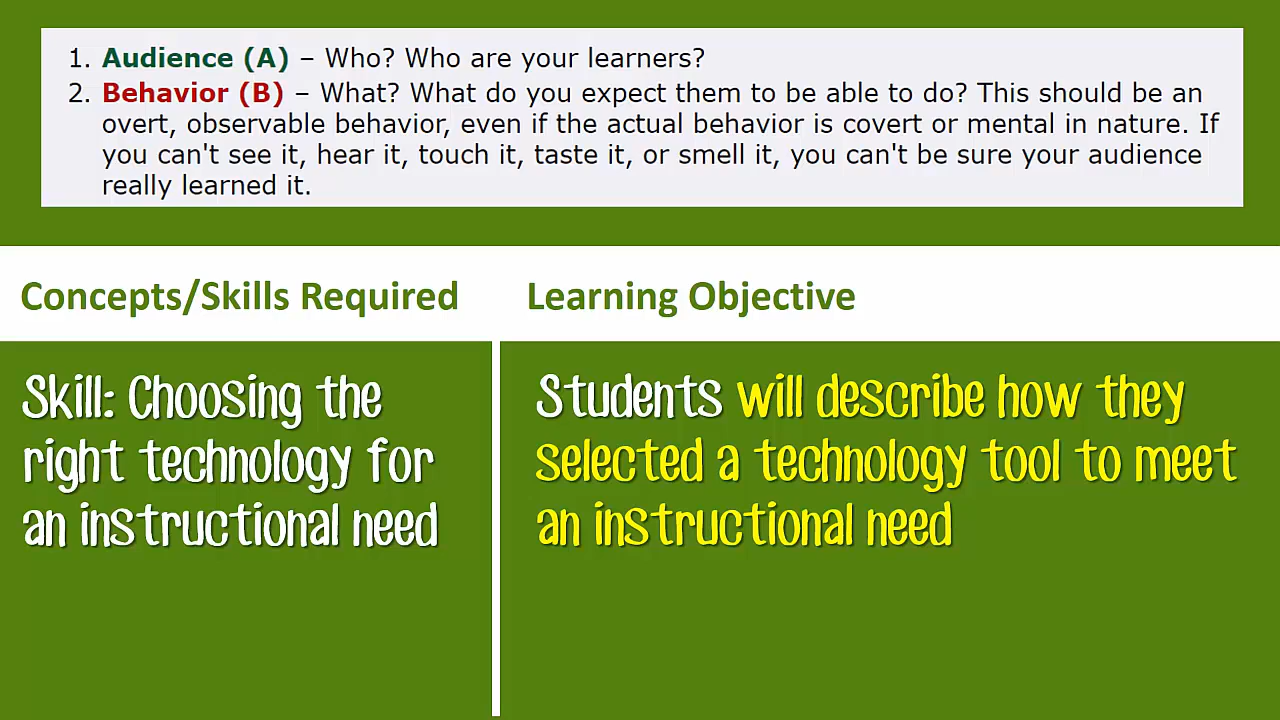 1. Audience (A) – Who? Who are your learners?
2. Behavior (B) – What? What do you expect them to be able to do? This should be an
overt, observable behavior, even if the actual behavior is covert or mental in nature. If
you can't see it, hear it, touch it, taste it, or smell it, you can't be sure your audience
really learned it.
Concepts/Skills Required
Learning Objective
Skill: Choosing the
right technology for
an instructional need
Students will describe how they
selected a technology tool to meet
an instructional need